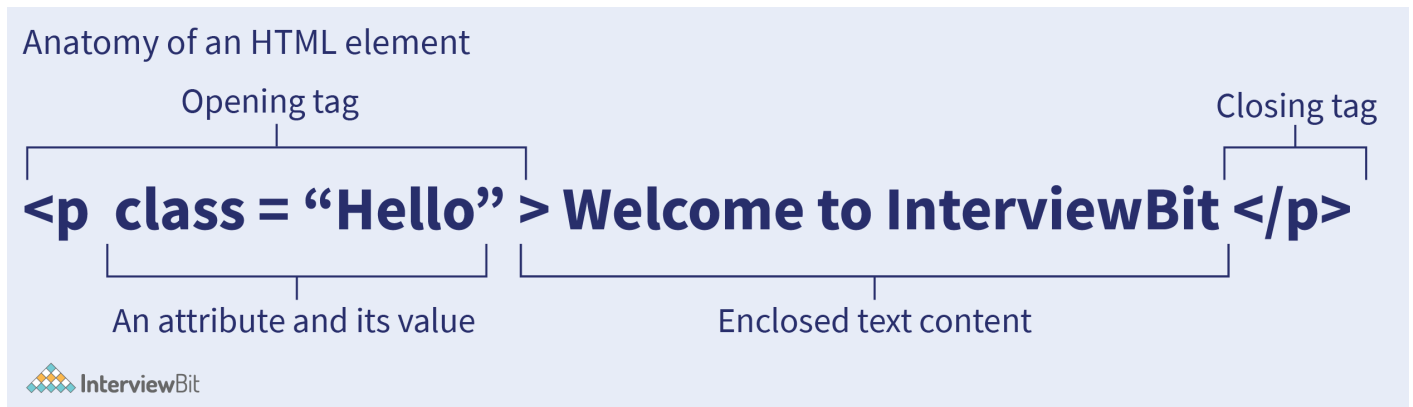 Anatomy of an HTML element
Opening tag
Closing tag
<p class = “Hello” > Welcome to InterviewBit </p>
An attribute and its value
Enclosed text content
InterviewBit